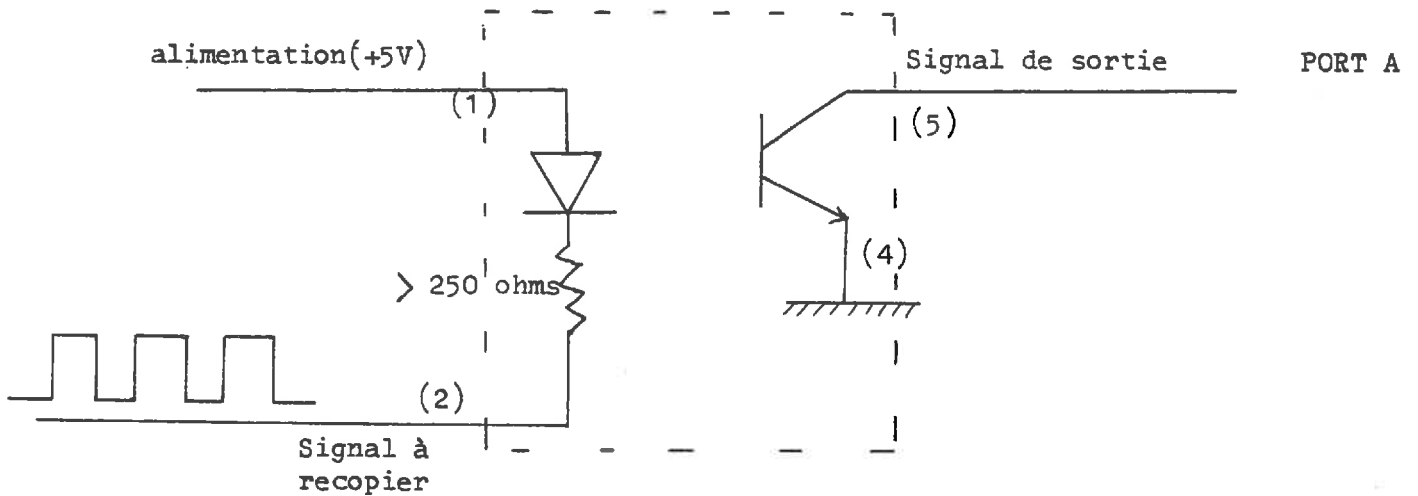 alimentation(+5V)
Signal de sortie
PORT A
(1)
(5)
(4)
> 250 ohms
(2)
Signal à
recopier